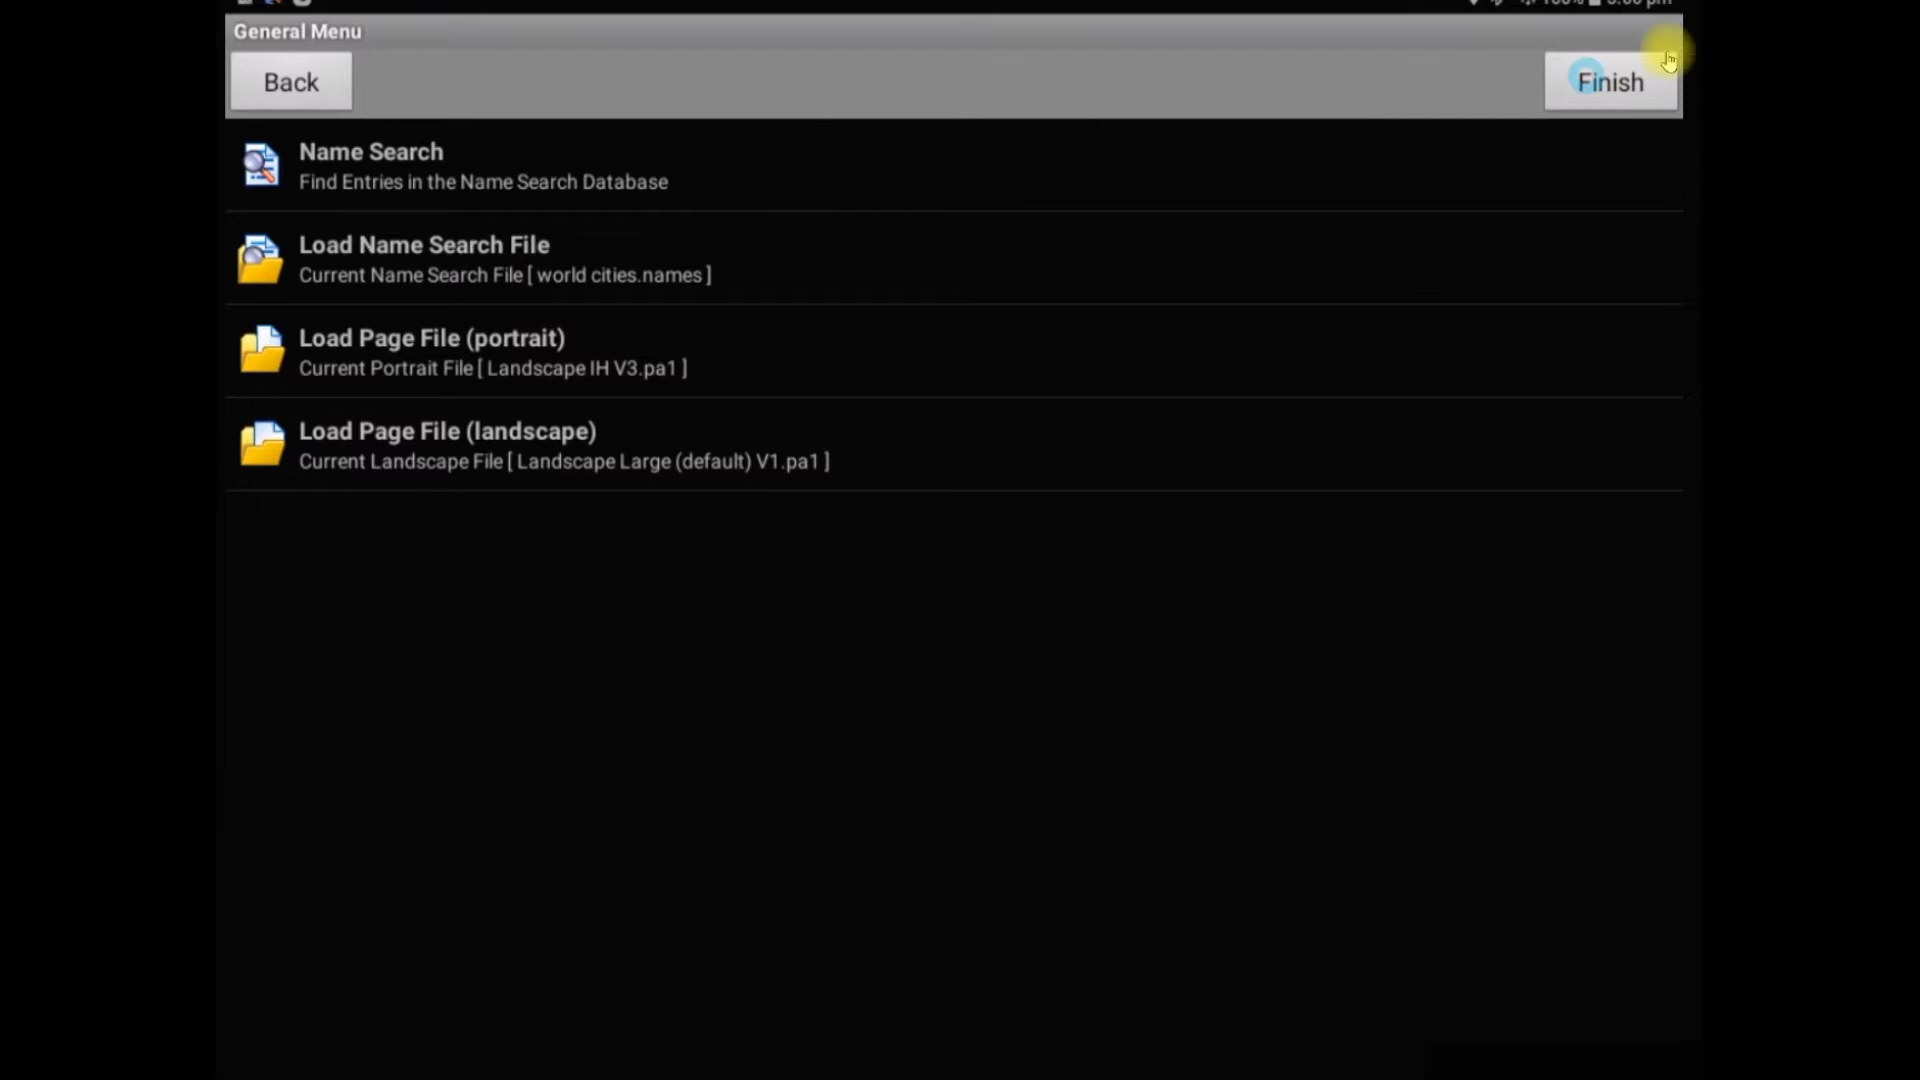 General Menu
Back
Finish
Name Search
Find Entries in the Name Search Database
Load Name Search File
Current Name Search File [ world cities.names ]
Load Page File (portrait)
Current Portrait File [ Landscape IH V3.pa1 ]
Load Page File (landscape)
Current Landscape File [ Landscape Large (default) V1.pa1 ]